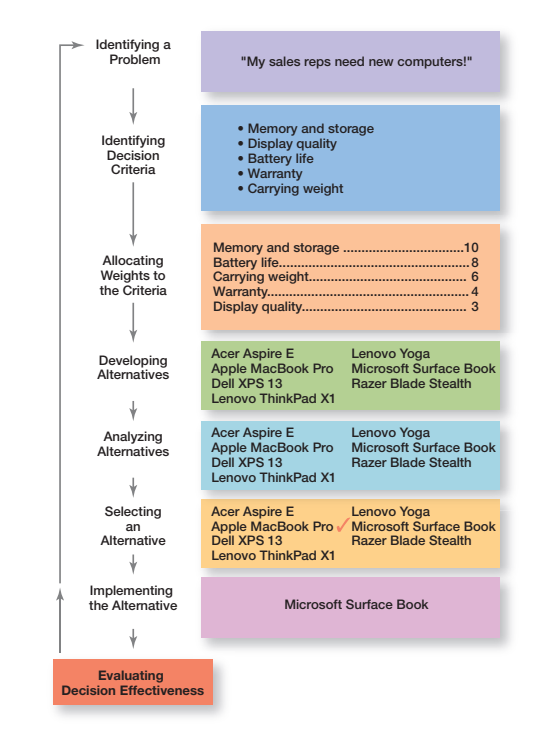 Identifying a
Problem
"My sales reps need new computers!"
Identifying
Decision
Criteria
• Memory and storage
• Display quality
• Battery life
• Warranty
• Carrying weight
Allocating
Weights to
the Criteria
Memory and storage .................................10
Battery life.................................................... 8
Carrying weight........................................... 6
Warranty....................................................... 4
Display quality............................................. 3
Developing
Alternatives
Acer Aspire E
Apple MacBook Pro
Dell XPS 13
Lenovo ThinkPad X1
Lenovo Yoga
Microsoft Surface Book
Razer Blade Stealth
Analyzing
Alternatives
Acer Aspire E
Apple MacBook Pro
Dell XPS 13
Lenovo ThinkPad X1
Lenovo Yoga
Microsoft Surface Book
Razer Blade Stealth
Selecting
an
Alternative
Acer Aspire E
Apple MacBook Pro
Dell XPS 13
Lenovo ThinkPad X1
Lenovo Yoga
✓Microsoft Surface Book
Razer Blade Stealth
Implementing
the Alternative
Microsoft Surface Book
Evaluating
Decision Effectiveness